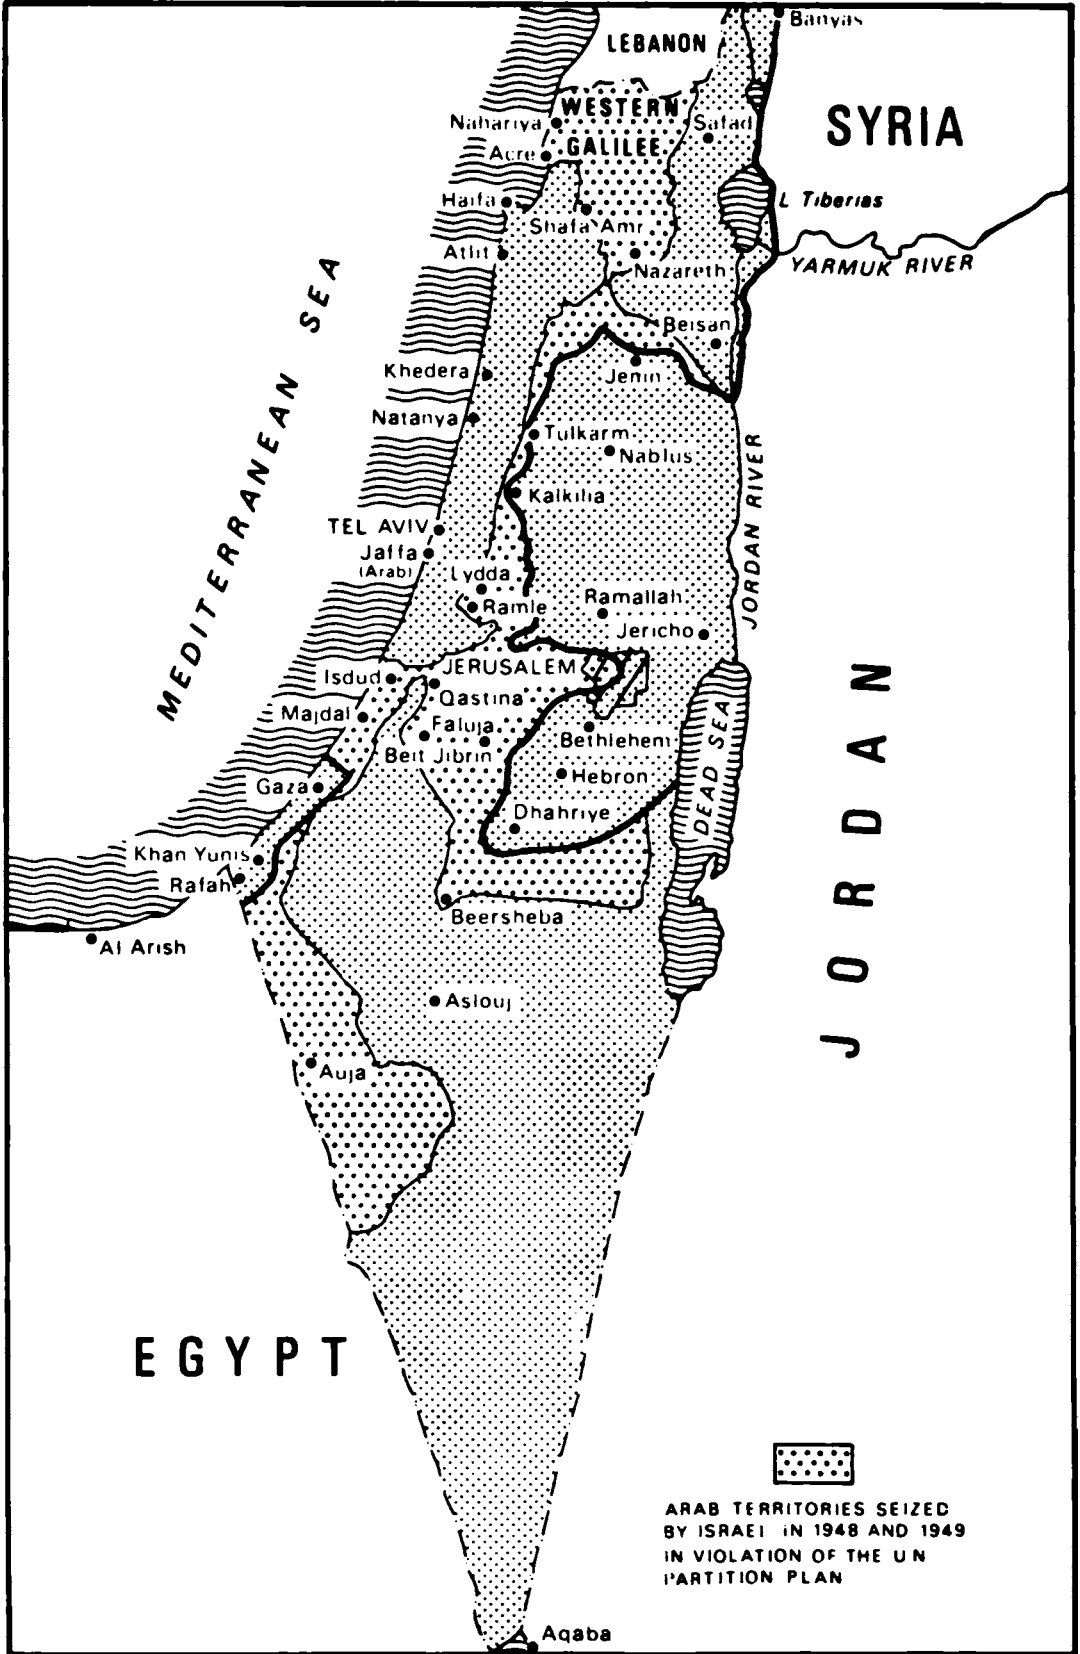 Banyas
LEBANON
SYRIA
WESTERN
GALILEE
Nahariya
Safad
Acre
Haifa
L Tiberias
Shafa Amr
Atlit
Nazareth
YARMUK RIVER
MEDITERRANEAN SEA
Beisan
Khedera
Jenin
Natanya
Tulkarm
Nablus
Kalkilia
JORDAN RIVER
TEL AVIV
Jaffa
(Arab)
Lydda
Ramle
Ramallah
Jericho
JERUSALEM
Isdud
Qastina
Majdal
Faluja
Beit Jibrin
Bethlehem
Hebron
Gaza
DEAD SEA
Dhahriye
JORDAN
Khan Yunis
Rafah
Beersheba
Al Arish
Aslouj
Auja
EGYPT
ARAB TERRITORIES SEIZED
BY ISRAEL IN 1948 AND 1949
IN VIOLATION OF THE U N
PARTITION PLAN
Aqaba